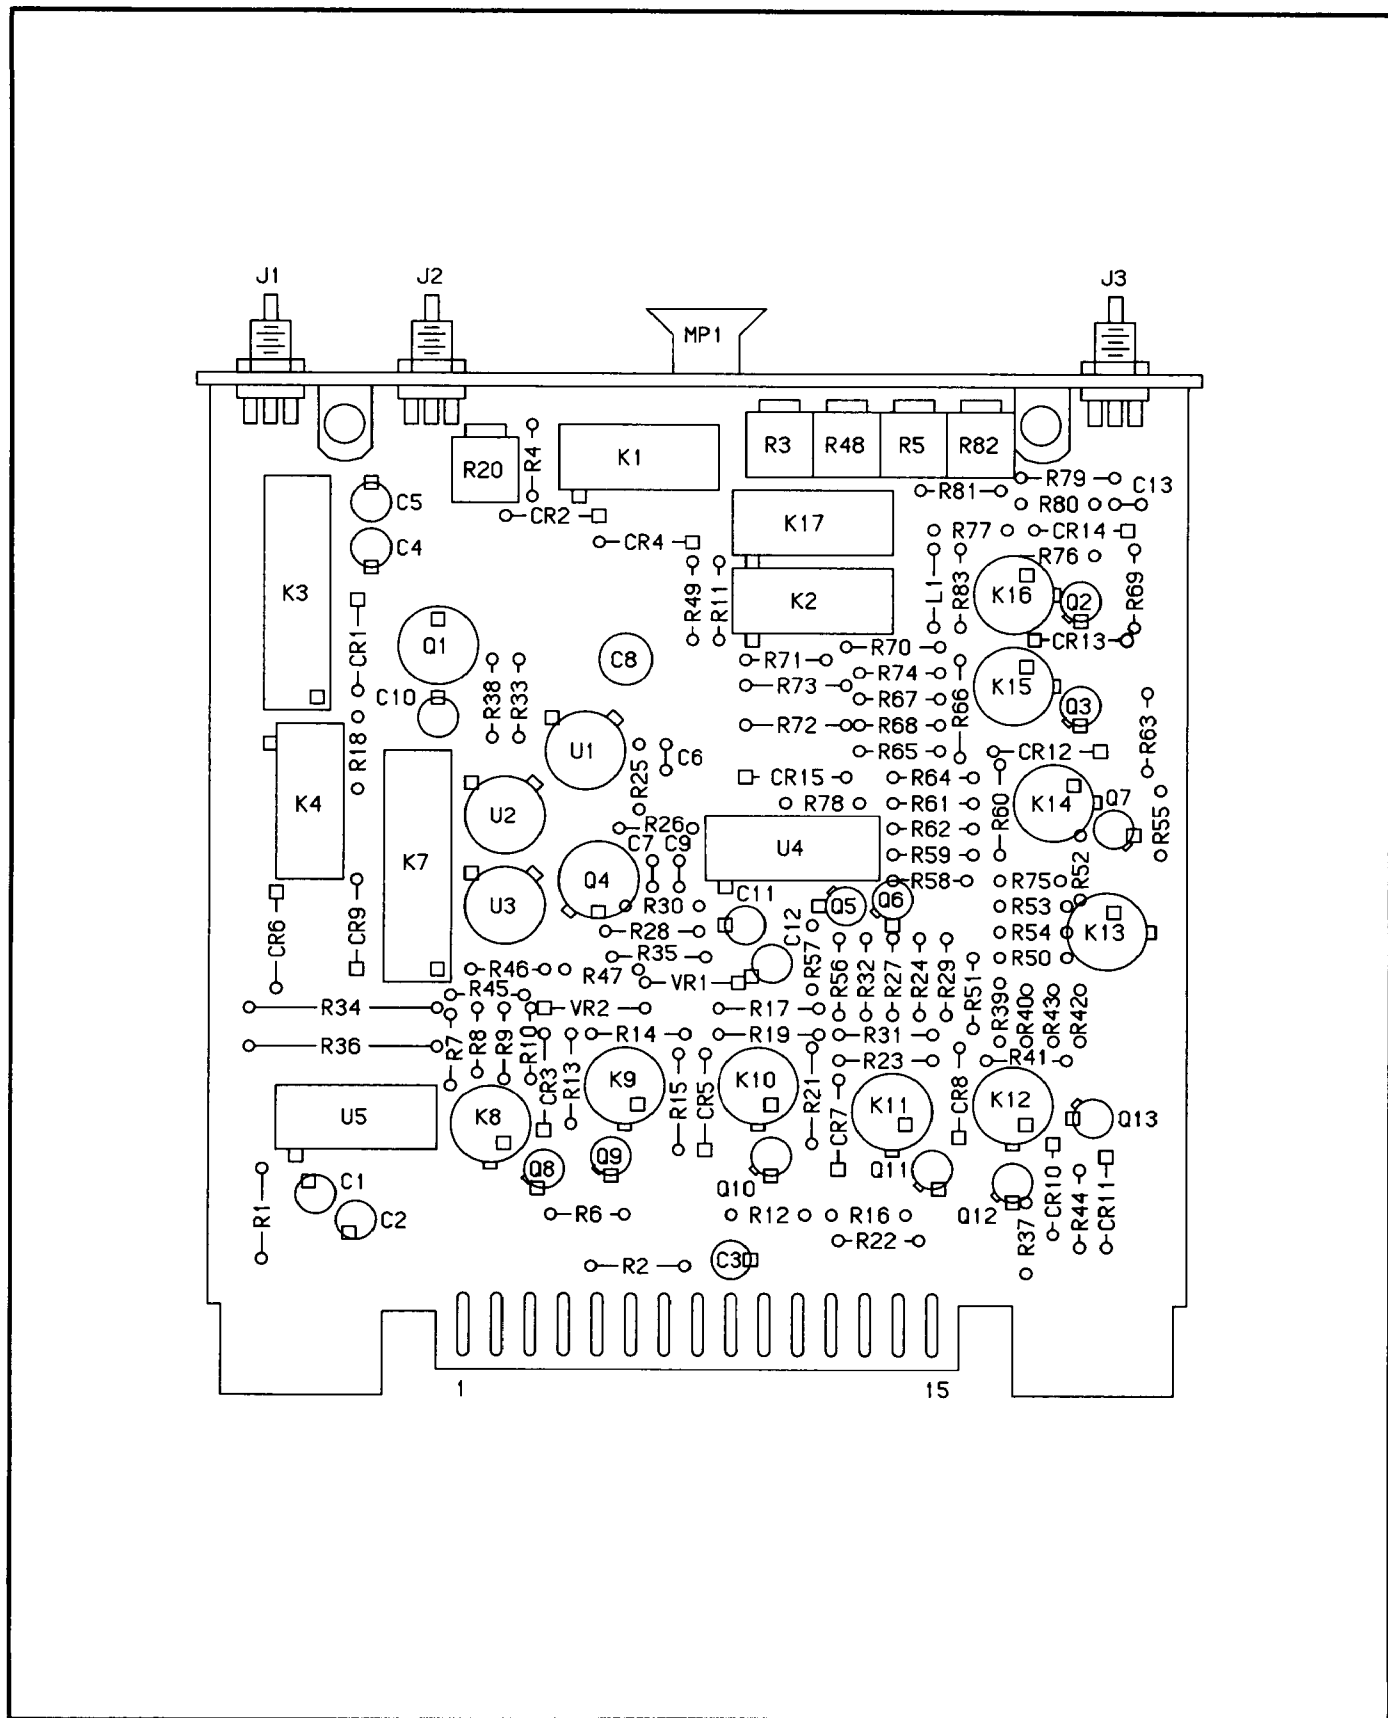 J1 J2 J3
MP1
R3 R48 R5 R82
R20 R4 K1
R79
R81 C13
C5 R80
CR2 K17
R77 CR14
C4 CR4
R76
K3 R49 R11 K2 L1 R83 K16 Q2 R69
CR1 Q1 R70 CR13
C8 R71
R74
R73 K15
C10 R38 R33 R67 R66 Q3
R72 R68 R63
R18 U1 C6 R65 CR12
R25 CR15 R64
K4 R78 R61 R60 K14 Q7
U2 R26 R62 R55
K7 C7 C9 U4 R59
Q4 R58 R75 R52
U3 R30 C11 Q5 Q6 R53
CR6 CR9 R28 C12 R54 K13
R35 R57 R50
R46 R47 VR1 R56 R32 R27 R24 R29 R51
R45
R34 VR2 R17 R39 R40 R43 R42
R7 R8 R9 R10 R14 R19 R31
R36 R23 R41
CR3 R13 K9 R15 CR5 K10 R21 CR7 K11 CR8 K12
U5 K8 Q13
Q8 Q9 Q11
C1 Q10 CR10 R44 CR11
R1 C2 R6 R12 R16 Q12
R22 R37
R2 C3
1 15